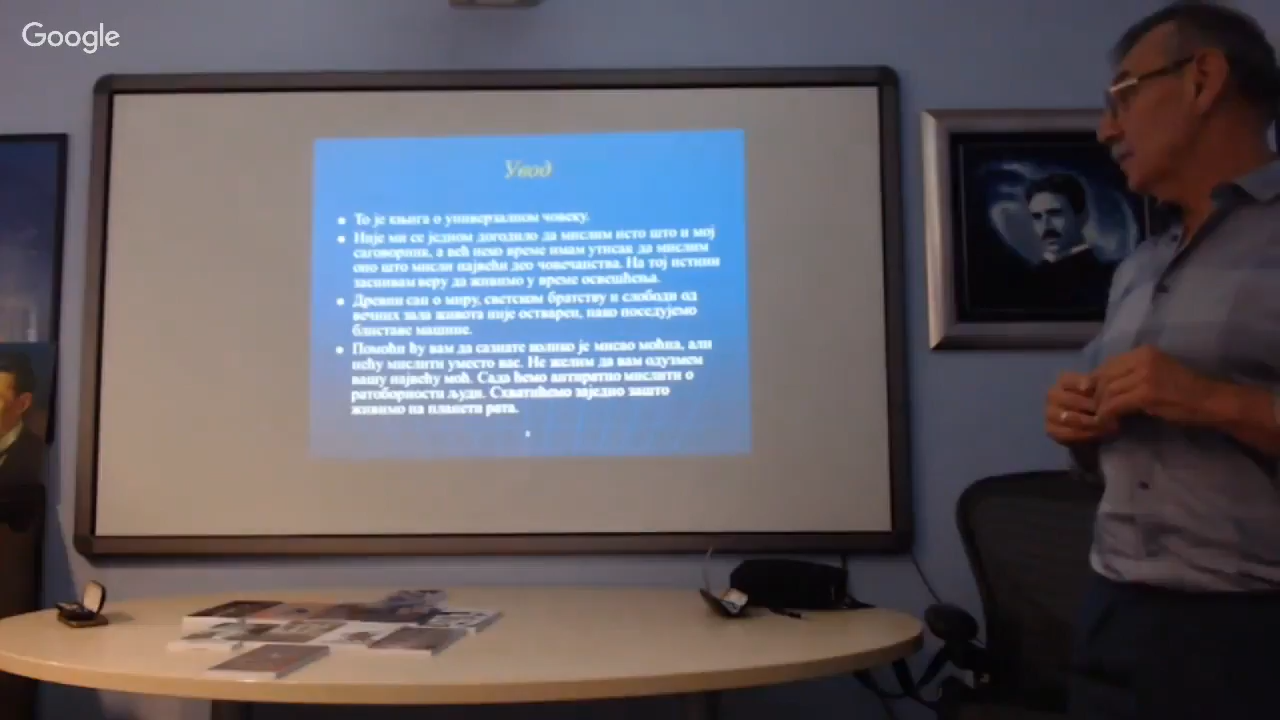 Google
Увод
То је књига о универзалном човеку.
Није ми се једном догодило да мислим исто што и мој
саговорник, а већ неко време имам утисак да мислим
оно што мисли највећи део човечанства. На тој истини
заснивам веру да живимо у време освешћења.
Древни сан о миру, светском братству и слободи од
вечних зала живота није остварен, иако поседујемо
блиставе машине.
Помоћи ћу вам да сазнате колико је мисао моћна, али
нећу мислити уместо вас. Не желим да вам одузмем
вашу највећу моћ. Сада ћемо антиратно мислити о
ратоборности људи. Схватићемо заједно зашто
живимо на планети рата.